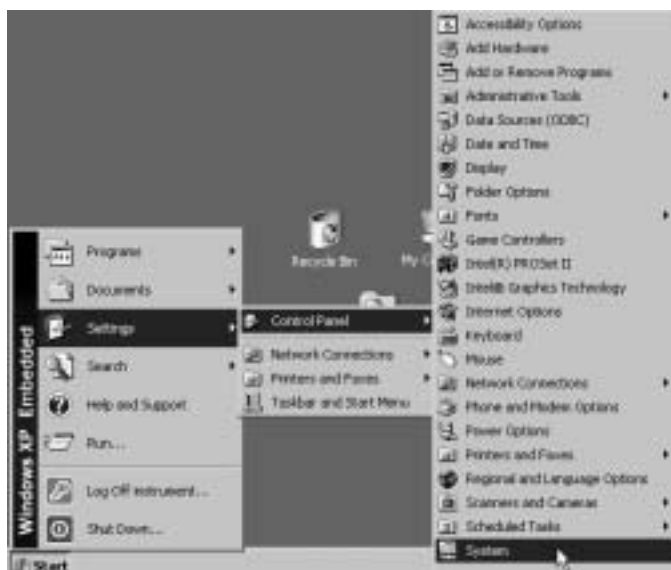 Accessibility Options
Add Hardware
Add or Remove Programs
Administrative Tools
Data Sources (ODBC)
Date and Time
Display
Folder Options
Fonts
Game Controllers
Intel(R) PROSet II
Intel® Graphics Technology
Internet Options
Keyboard
Mouse
Network Connections
Phone and Modem Options
Power Options
Printers and Faxes
Regional and Language Options
Scanners and Cameras
Scheduled Tasks
System
Recycle Bin
My
Control Panel
Network Connections
Printers and Faxes
Taskbar and Start Menu
Windows XP Embedded
Programs
Documents
Settings
Search
Help and Support
Run...
Log Off instrument...
Shut Down...
Start